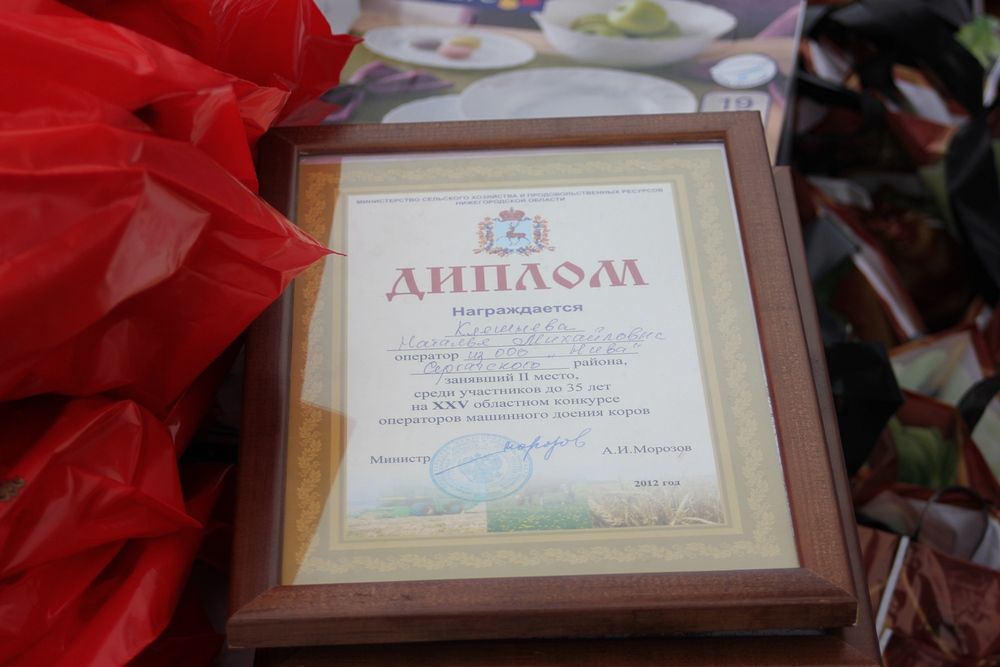 19
МИНИСТЕРСТВО СЕЛЬСКОГО ХОЗЯЙСТВА И ПРОДОВОЛЬСТВЕННЫХ РЕСУРСОВ
НИЖЕГОРОДСКОЙ ОБЛАСТИ
ДИПЛОМ
Награждается
Клешнева
Наталья Михайловна
оператор из ООО „Нива"
Сергачского района,
занявший II место,
среди участников до 35 лет
на XXV областном конкурсе
операторов машинного доения коров
Министр морозов А.И.Морозов
2012 год